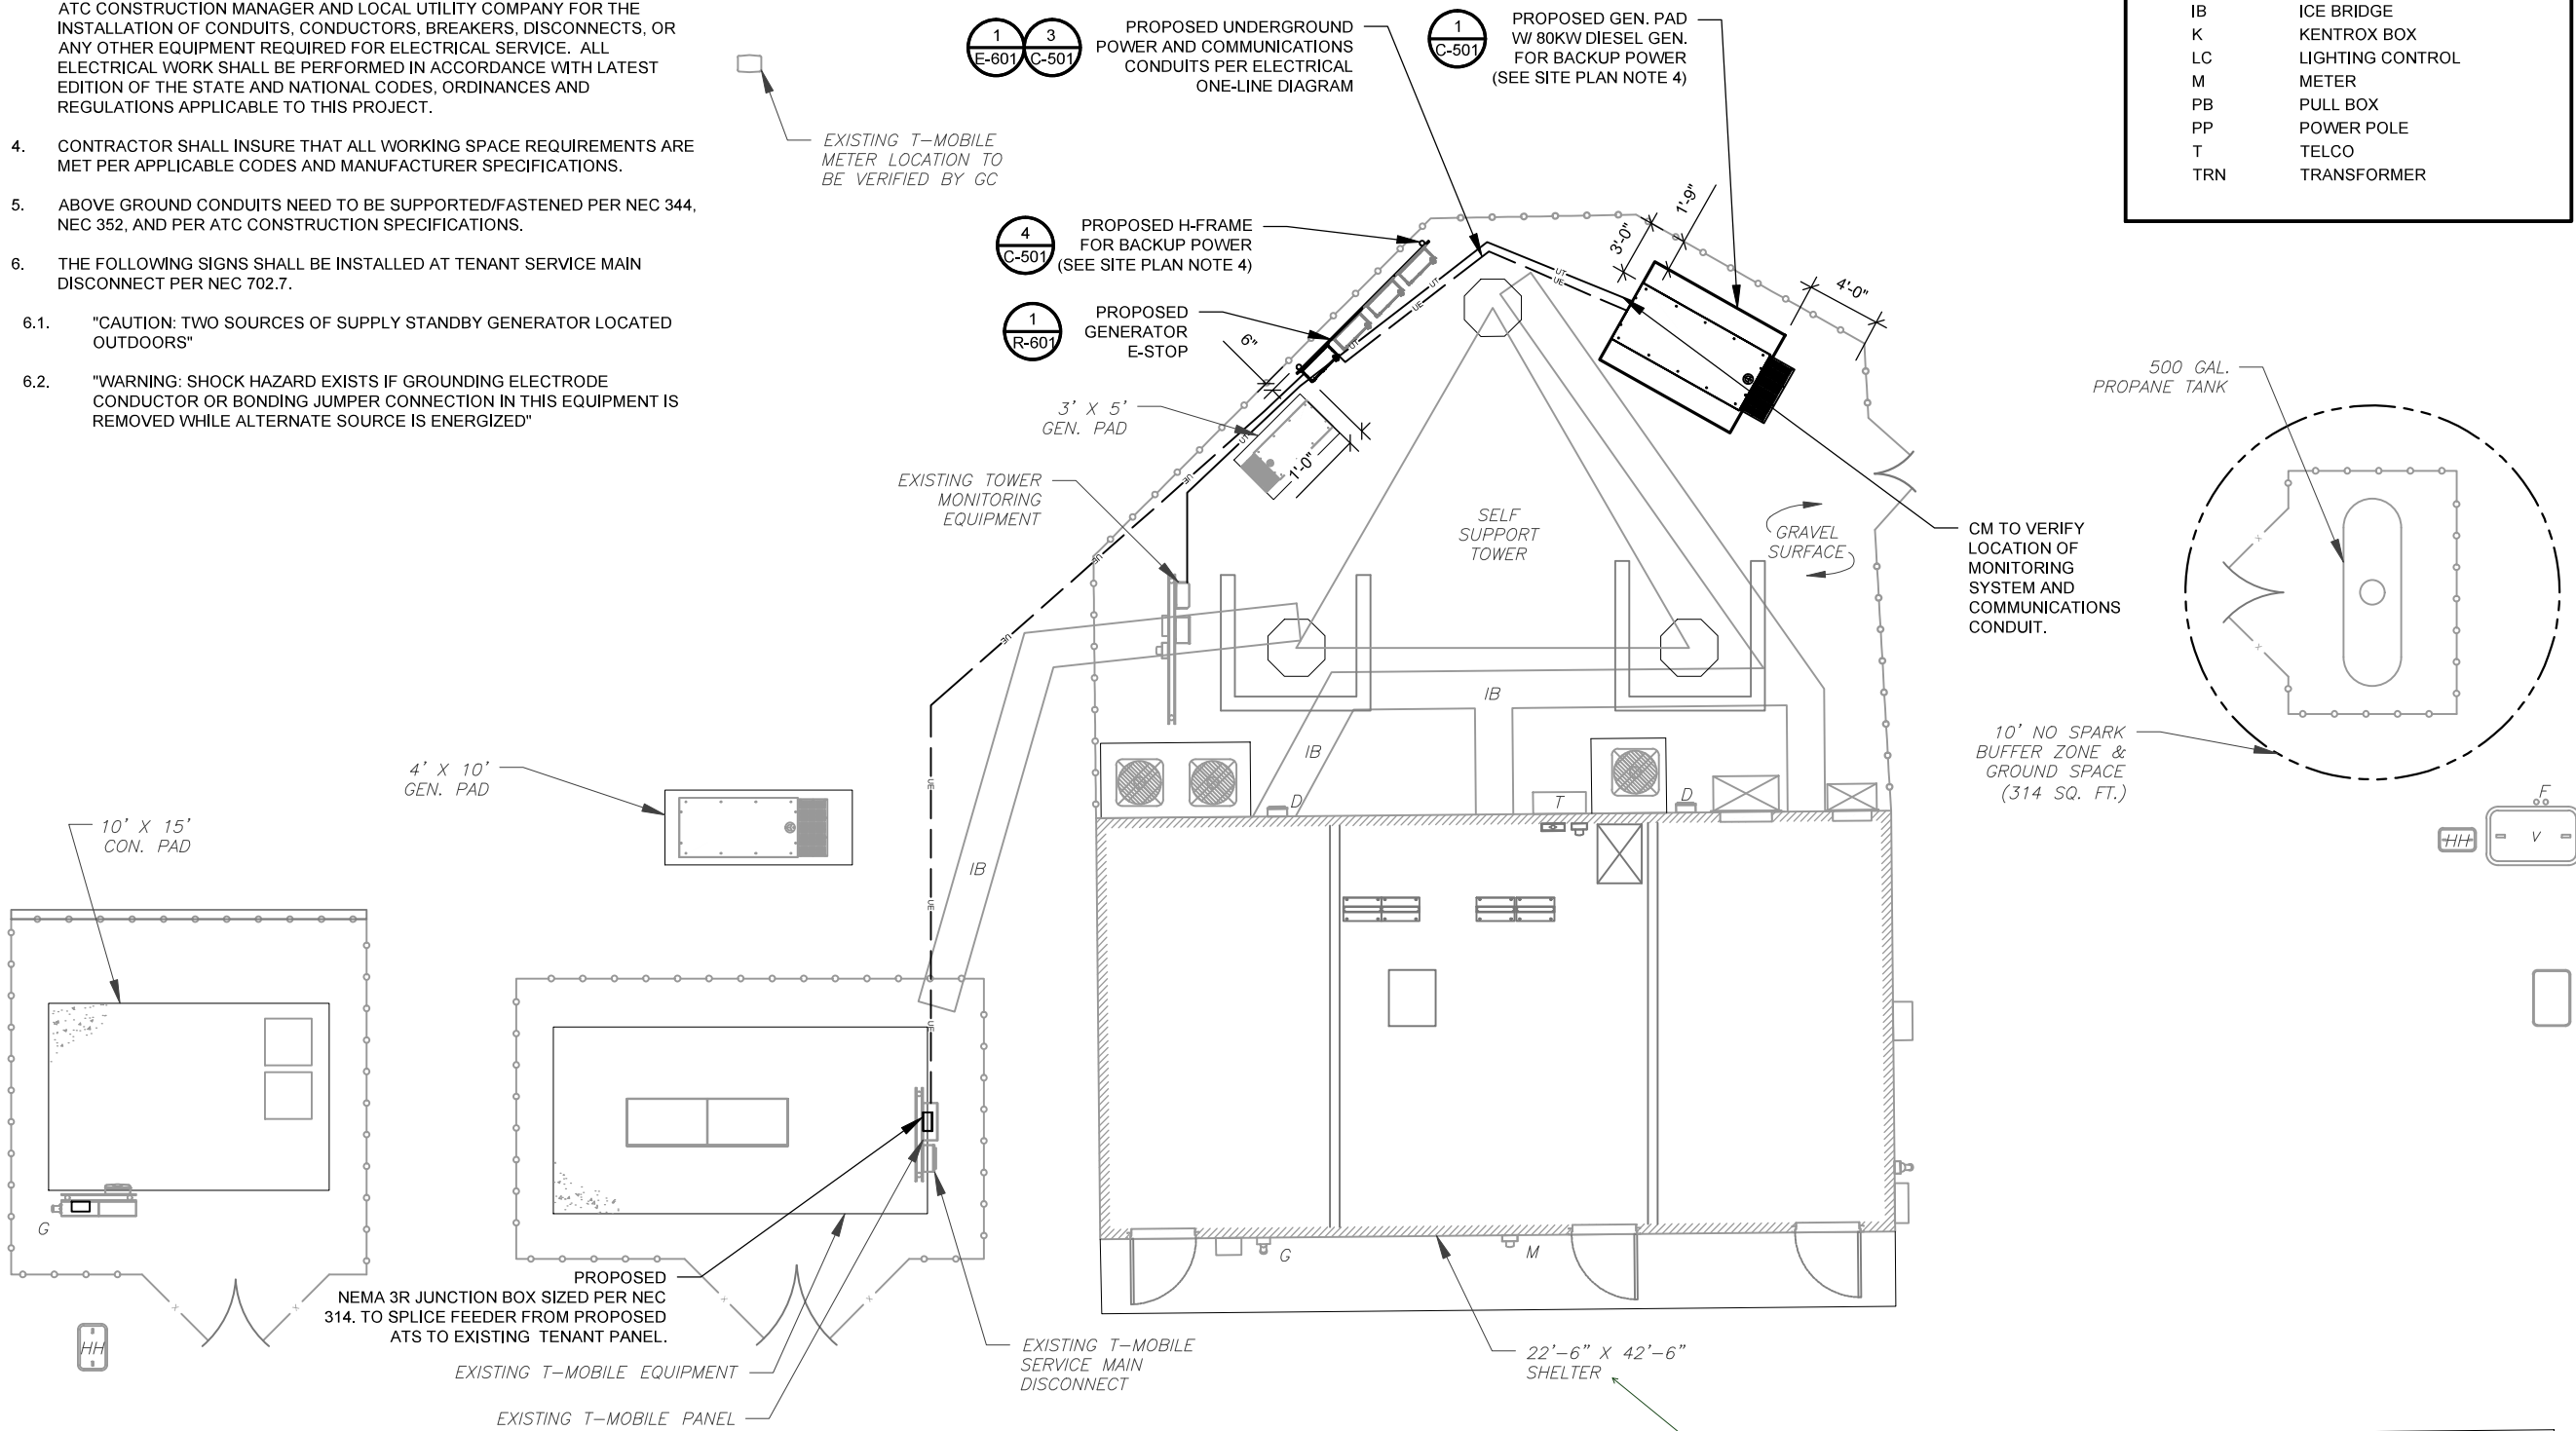 ATC CONSTRUCTION MANAGER AND LOCAL UTILITY COMPANY FOR THE
INSTALLATION OF CONDUITS, CONDUCTORS, BREAKERS, DISCONNECTS, OR
ANY OTHER EQUIPMENT REQUIRED FOR ELECTRICAL SERVICE. ALL
ELECTRICAL WORK SHALL BE PERFORMED IN ACCORDANCE WITH LATEST
EDITION OF THE STATE AND NATIONAL CODES, ORDINANCES AND
REGULATIONS APPLICABLE TO THIS PROJECT.
4. CONTRACTOR SHALL INSURE THAT ALL WORKING SPACE REQUIREMENTS ARE
MET PER APPLICABLE CODES AND MANUFACTURER SPECIFICATIONS.
5. ABOVE GROUND CONDUITS NEED TO BE SUPPORTED/FASTENED PER NEC 344,
NEC 352, AND PER ATC CONSTRUCTION SPECIFICATIONS.
6. THE FOLLOWING SIGNS SHALL BE INSTALLED AT TENANT SERVICE MAIN
DISCONNECT PER NEC 702.7.
6.1. "CAUTION: TWO SOURCES OF SUPPLY STANDBY GENERATOR LOCATED
OUTDOORS"
6.2. "WARNING: SHOCK HAZARD EXISTS IF GROUNDING ELECTRODE
CONDUCTOR OR BONDING JUMPER CONNECTION IN THIS EQUIPMENT IS
REMOVED WHILE ALTERNATE SOURCE IS ENERGIZED"
EXISTING T-MOBILE
METER LOCATION TO
BE VERIFIED BY GC
1
E-601
3
C-501
PROPOSED UNDERGROUND
POWER AND COMMUNICATIONS
CONDUITS PER ELECTRICAL
ONE-LINE DIAGRAM
1
C-501
PROPOSED GEN. PAD
W/ 80KW DIESEL GEN.
FOR BACKUP POWER
(SEE SITE PLAN NOTE 4)
IB ICE BRIDGE
K KENTROX BOX
LC LIGHTING CONTROL
M METER
PB PULL BOX
PP POWER POLE
T TELCO
TRN TRANSFORMER
4
C-501
PROPOSED H-FRAME
FOR BACKUP POWER
(SEE SITE PLAN NOTE 4)
1
R-601
PROPOSED
GENERATOR
E-STOP
3'-0"
1'-9"
4'-0"
6"
1'-0"
UT
UE
UT
UE
UT
UT
UE
UE
UE
UE
UE
UE
3' X 5'
GEN. PAD
EXISTING TOWER
MONITORING
EQUIPMENT
SELF
SUPPORT
TOWER
GRAVEL
SURFACE
CM TO VERIFY
LOCATION OF
MONITORING
SYSTEM AND
COMMUNICATIONS
CONDUIT.
500 GAL.
PROPANE TANK
10' NO SPARK
BUFFER ZONE &
GROUND SPACE
(314 SQ. FT.)
IB
IB
IB
D
T
D
F
HH
V
4' X 10'
GEN. PAD
10' X 15'
CON. PAD
G
HH
PROPOSED
NEMA 3R JUNCTION BOX SIZED PER NEC
314. TO SPLICE FEEDER FROM PROPOSED
ATS TO EXISTING TENANT PANEL.
EXISTING T-MOBILE EQUIPMENT
EXISTING T-MOBILE PANEL
EXISTING T-MOBILE
SERVICE MAIN
DISCONNECT
G
M
22'-6" X 42'-6"
SHELTER